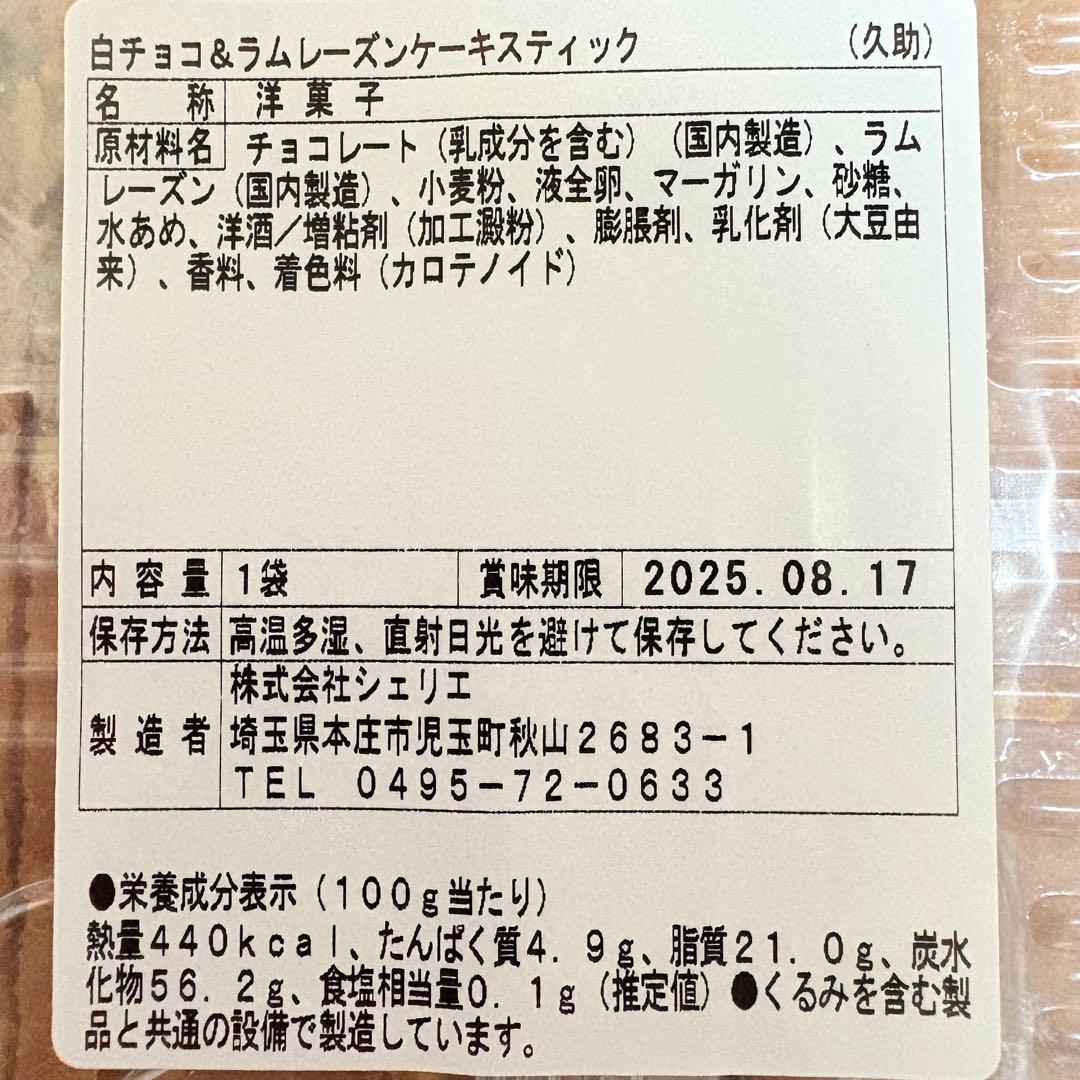 白チョコ＆ラムレーズンケーキスティック （久助）
名称 洋菓子
原材料名 チョコレート（乳成分を含む）（国内製造）、ラム
レーズン（国内製造）、小麦粉、液全卵、マーガリン、砂糖、
水あめ、洋酒／増粘剤（加工澱粉）、膨脹剤、乳化剤（大豆由
来）、香料、着色料（カロテノイド）
内容量 1袋 賞味期限 2025.08.17
保存方法 高温多湿、直射日光を避けて保存してください。
株式会社シェリエ
製造者 埼玉県本庄市児玉町秋山２６８３－１
ＴＥＬ ０４９５－７２－０６３３
●栄養成分表示（１００ｇ当たり）
熱量４４０ｋｃａｌ、たんぱく質４．９ｇ、脂質２１．０ｇ、炭水
化物５６．２ｇ、食塩相当量０．１ｇ（推定値）●くるみを含む製
品と共通の設備で製造しています。